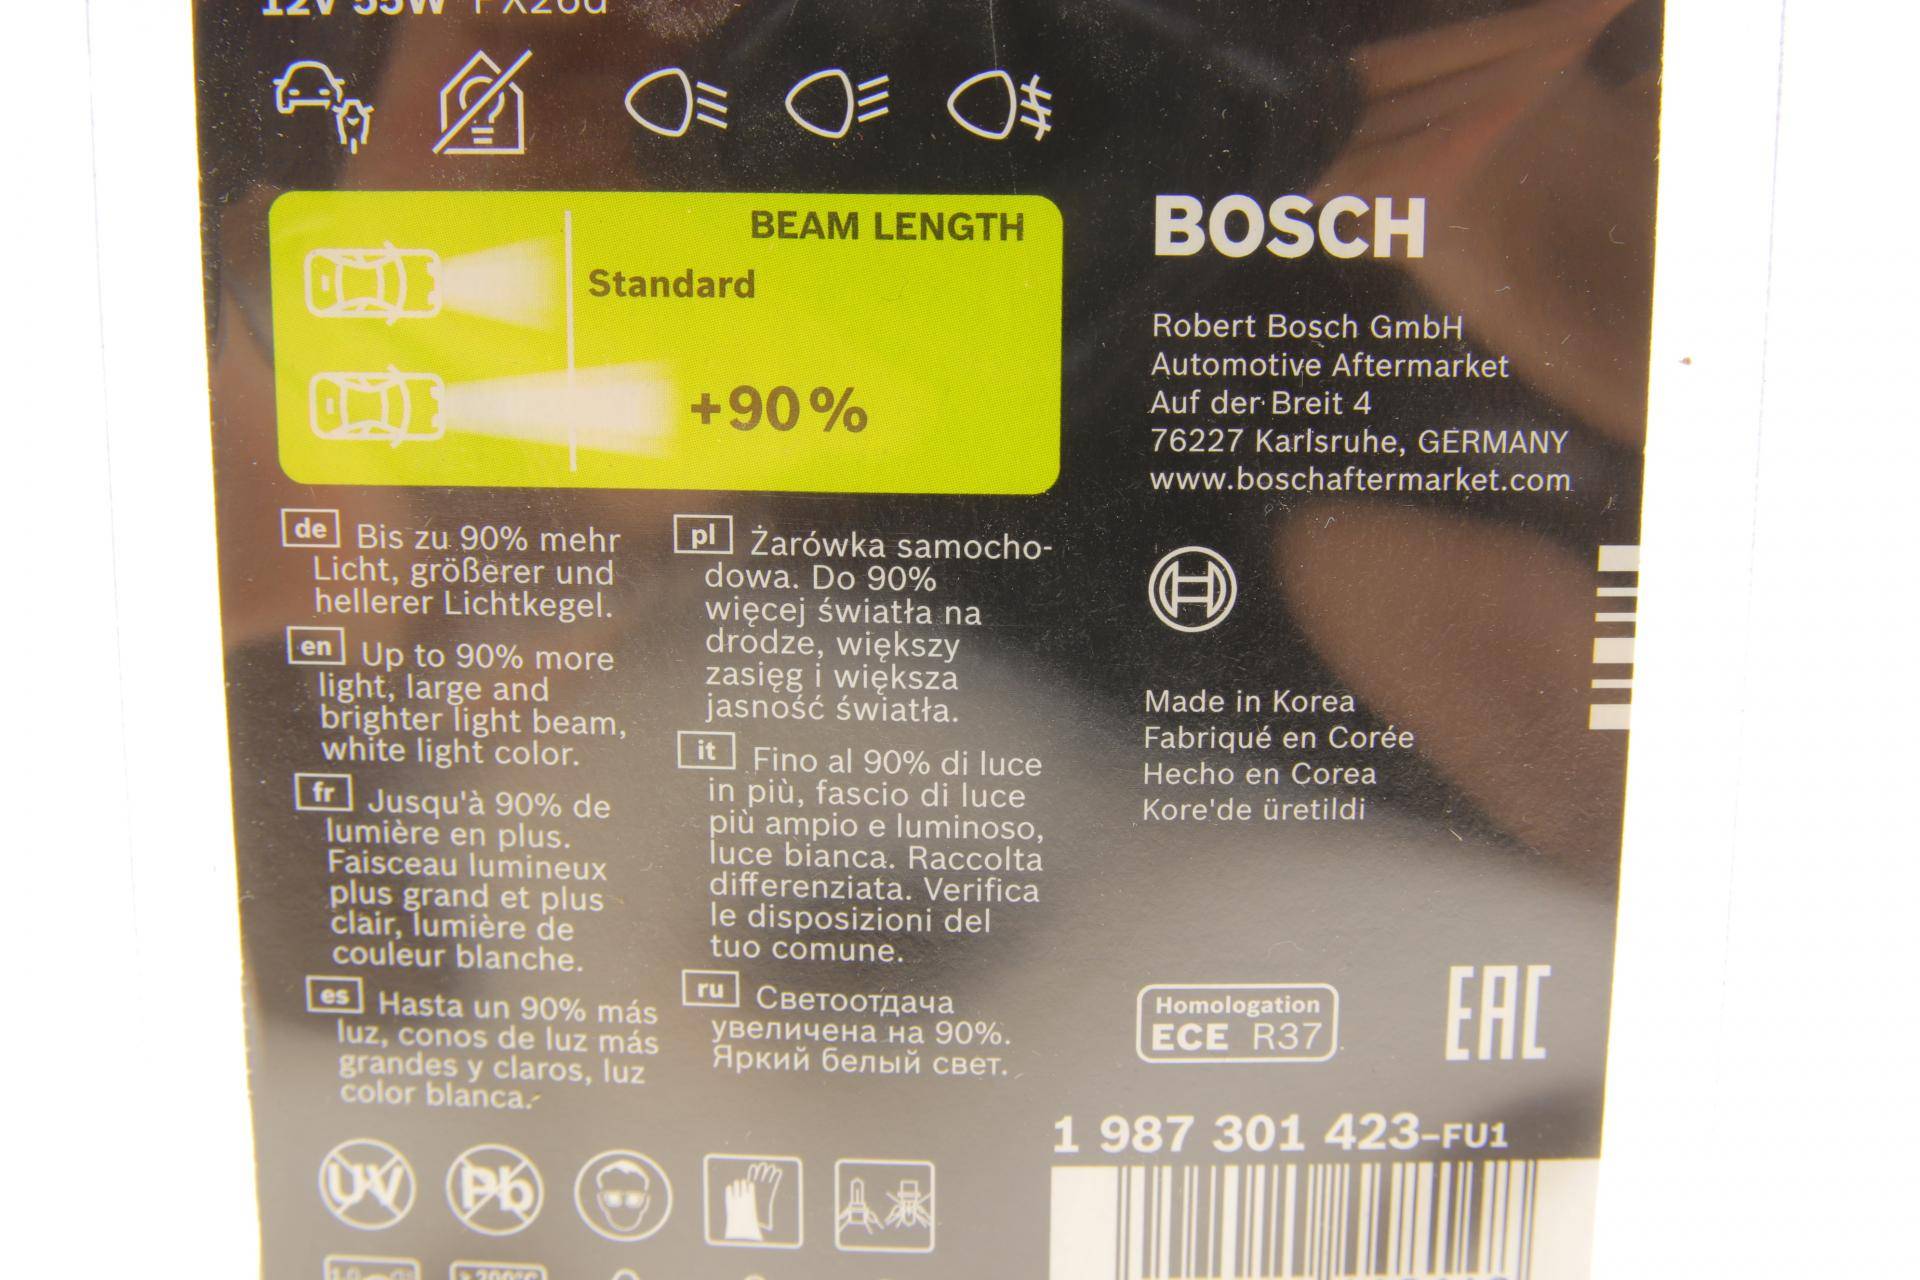 12V 55W PX26d
BEAM LENGTH
Standard
+90%
BOSCH
Robert Bosch GmbH
Automotive Aftermarket
Auf der Breit 4
76227 Karlsruhe, GERMANY
www.boschaftermarket.com
de Bis zu 90% mehr
Licht, größerer und
hellerer Lichtkegel.
en Up to 90% more
light, large and
brighter light beam,
white light color.
fr Jusqu'à 90% de
lumière en plus.
Faisceau lumineux
plus grand et plus
clair, lumière de
couleur blanche.
es Hasta un 90% más
luz, conos de luz más
grandes y claros, luz
color blanca.
pl Żarówka samocho-
dowa. Do 90%
więcej światła na
drodze, większy
zasięg i większa
jasność światła.
it Fino al 90% di luce
in più, fascio di luce
più ampio e luminoso,
luce bianca. Raccolta
differenziata. Verifica
le disposizioni del
tuo comune.
ru Светоотдача
увеличена на 90%.
Яркий белый свет.
Made in Korea
Fabriqué en Corée
Hecho en Corea
Kore'de üretildi
Homologation
ECE R37
EAC
1 987 301 423-FU1
UV
Pb
>200°C